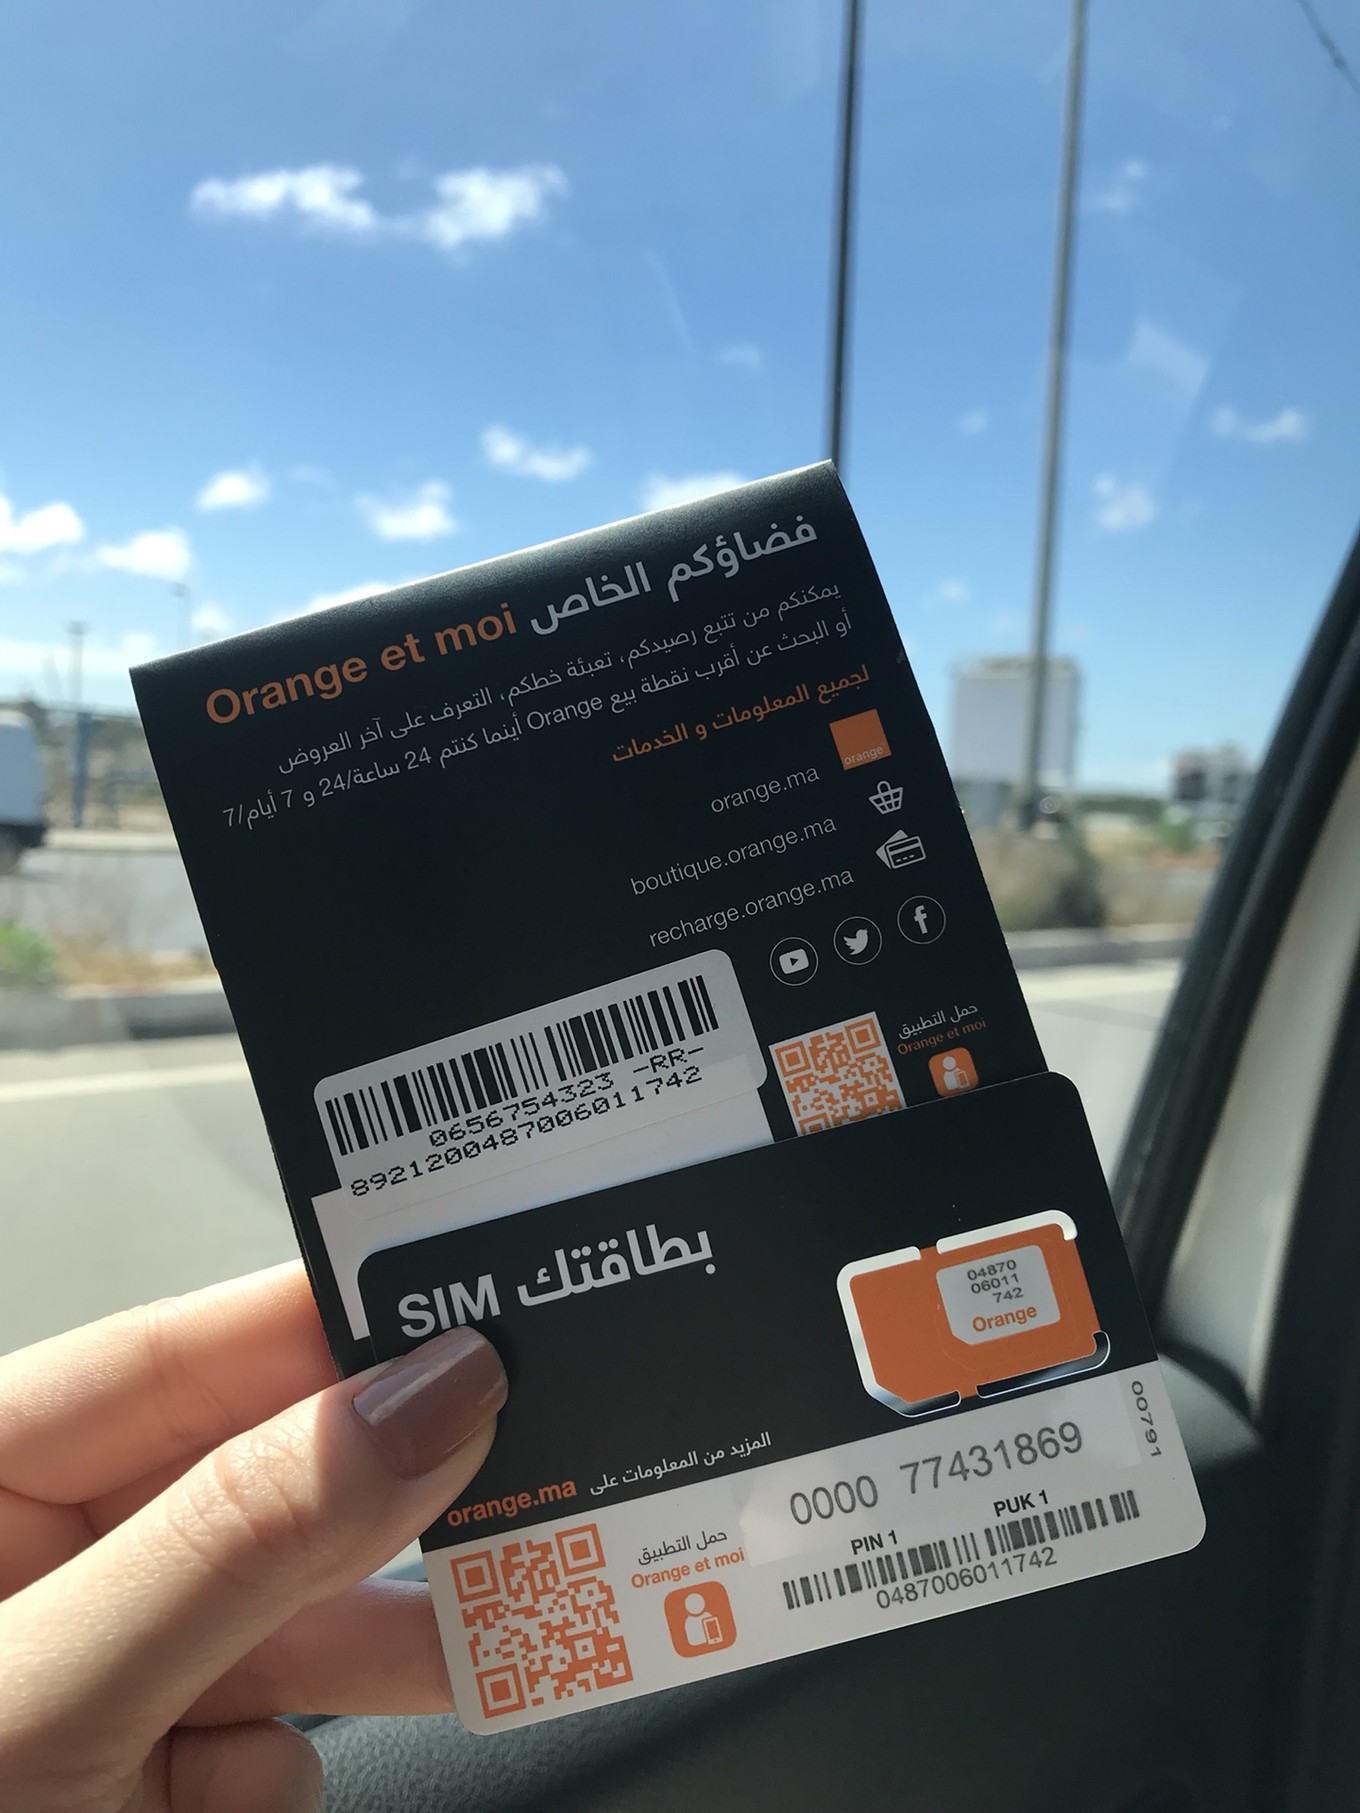 فضاؤكم الخاص Orange et moi
يمكنكم من تتبع رصيدكم، تعبئة خطكم، التعرف على آخر العروض
أو البحث عن أقرب نقطة بيع Orange أينما كنتم 24 ساعة/24 و 7 أيام/7
لجميع المعلومات و الخدمات
orange
orange.ma
boutique.orange.ma
recharge.orange.ma
حمل التطبيق
Orange et moi
0656754323 -RR-
8921200487006011742
بطاقتك SIM
04870
06011
742
Orange
المزيد من المعلومات على orange.ma
00791
0000 77431869
PIN 1 PUK 1
0487006011742
حمل التطبيق
Orange et moi